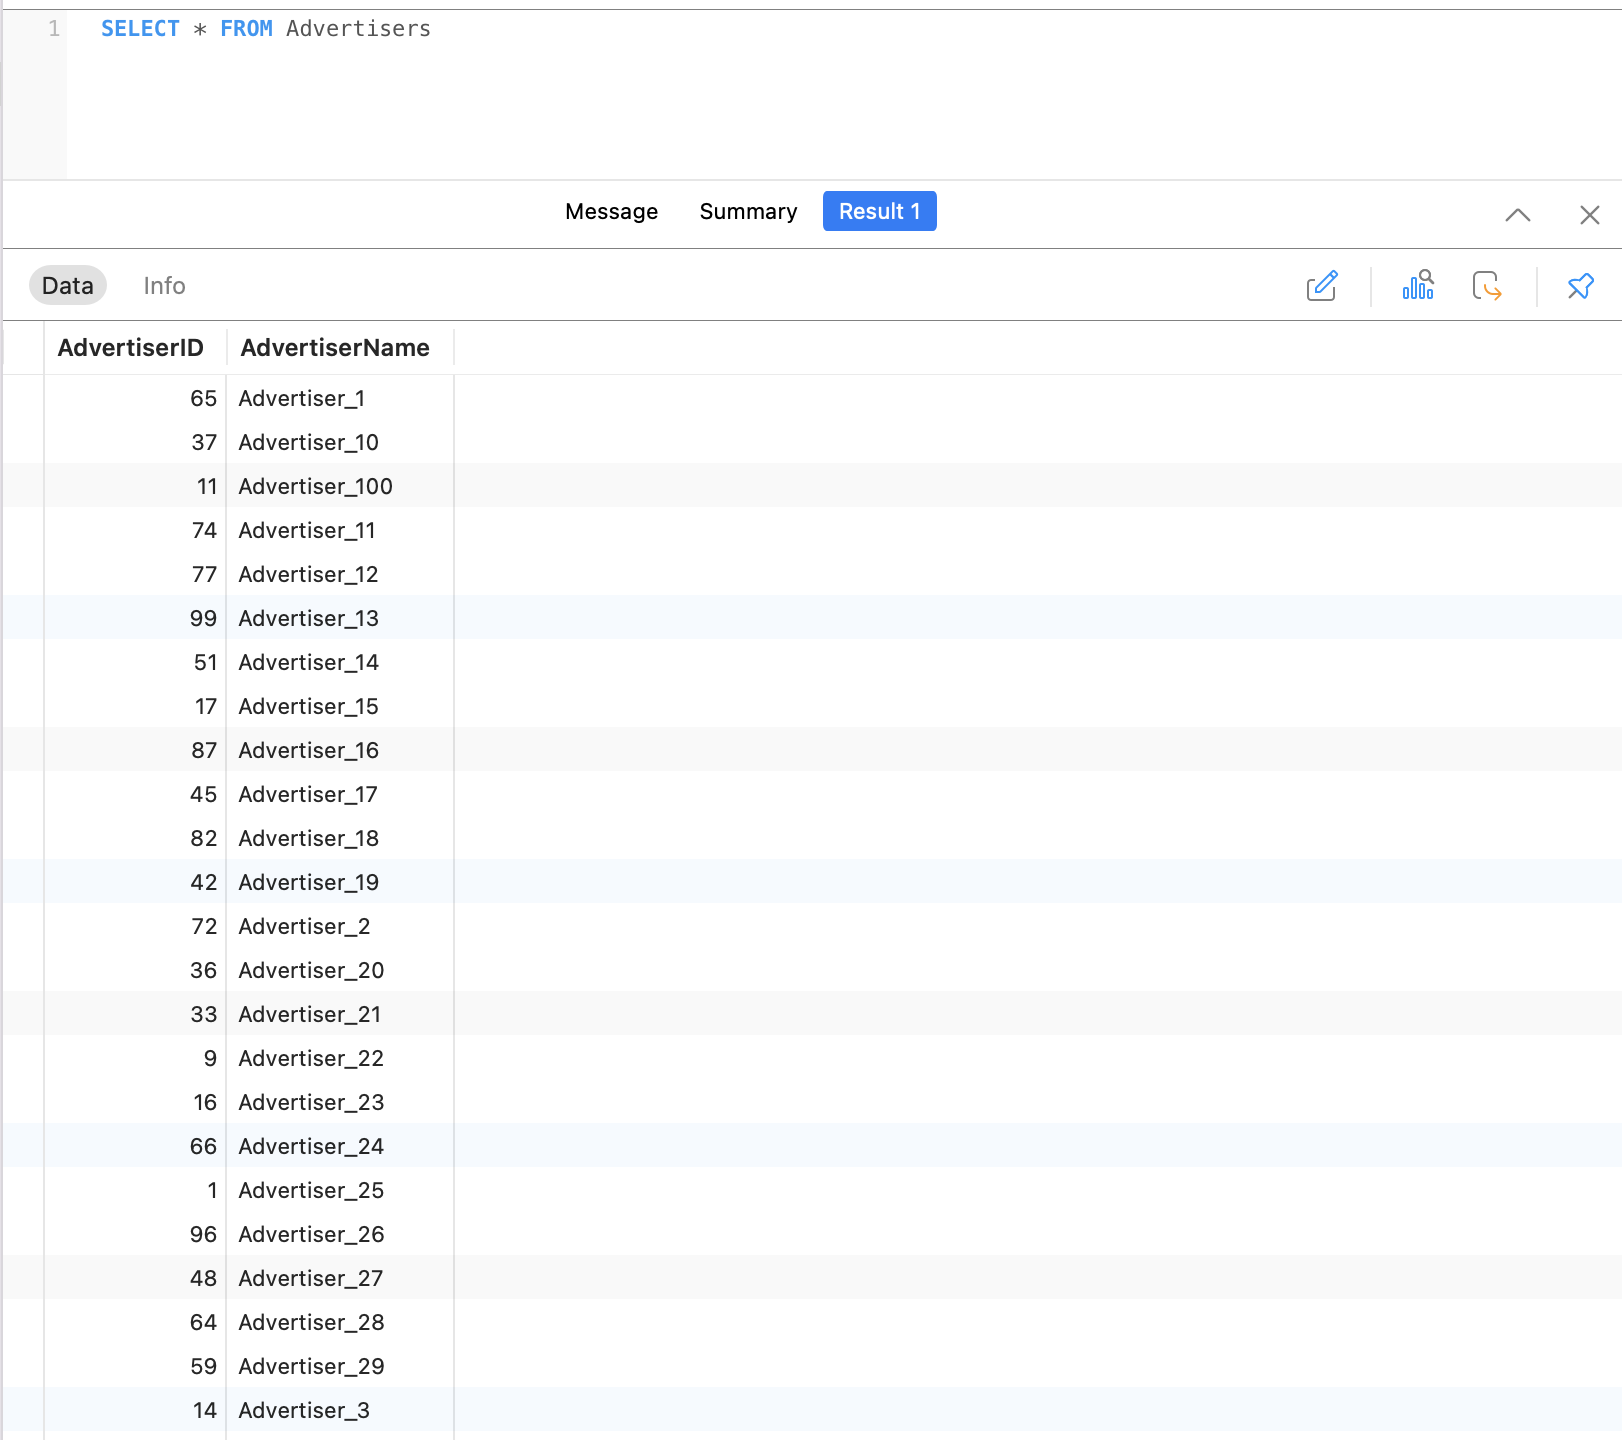 1 SELECT * FROM Advertisers
Message Summary Result 1
Data Info
AdvertiserID AdvertiserName
65 Advertiser_1
37 Advertiser_10
11 Advertiser_100
74 Advertiser_11
77 Advertiser_12
99 Advertiser_13
51 Advertiser_14
17 Advertiser_15
87 Advertiser_16
45 Advertiser_17
82 Advertiser_18
42 Advertiser_19
72 Advertiser_2
36 Advertiser_20
33 Advertiser_21
9 Advertiser_22
16 Advertiser_23
66 Advertiser_24
1 Advertiser_25
96 Advertiser_26
48 Advertiser_27
64 Advertiser_28
59 Advertiser_29
14 Advertiser_3